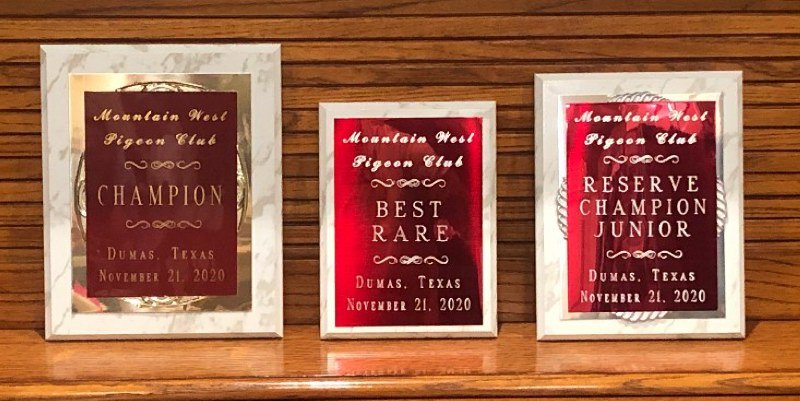 Mountain West
Pigeon Club
CHAMPION
DUMAS, TEXAS
NOVEMBER 21, 2020
Mountain West
Pigeon Club
BEST
RARE
DUMAS, TEXAS
NOVEMBER 21, 2020
Mountain West
Pigeon Club
RESERVE
CHAMPION
JUNIOR
DUMAS, TEXAS
NOVEMBER 21, 2020